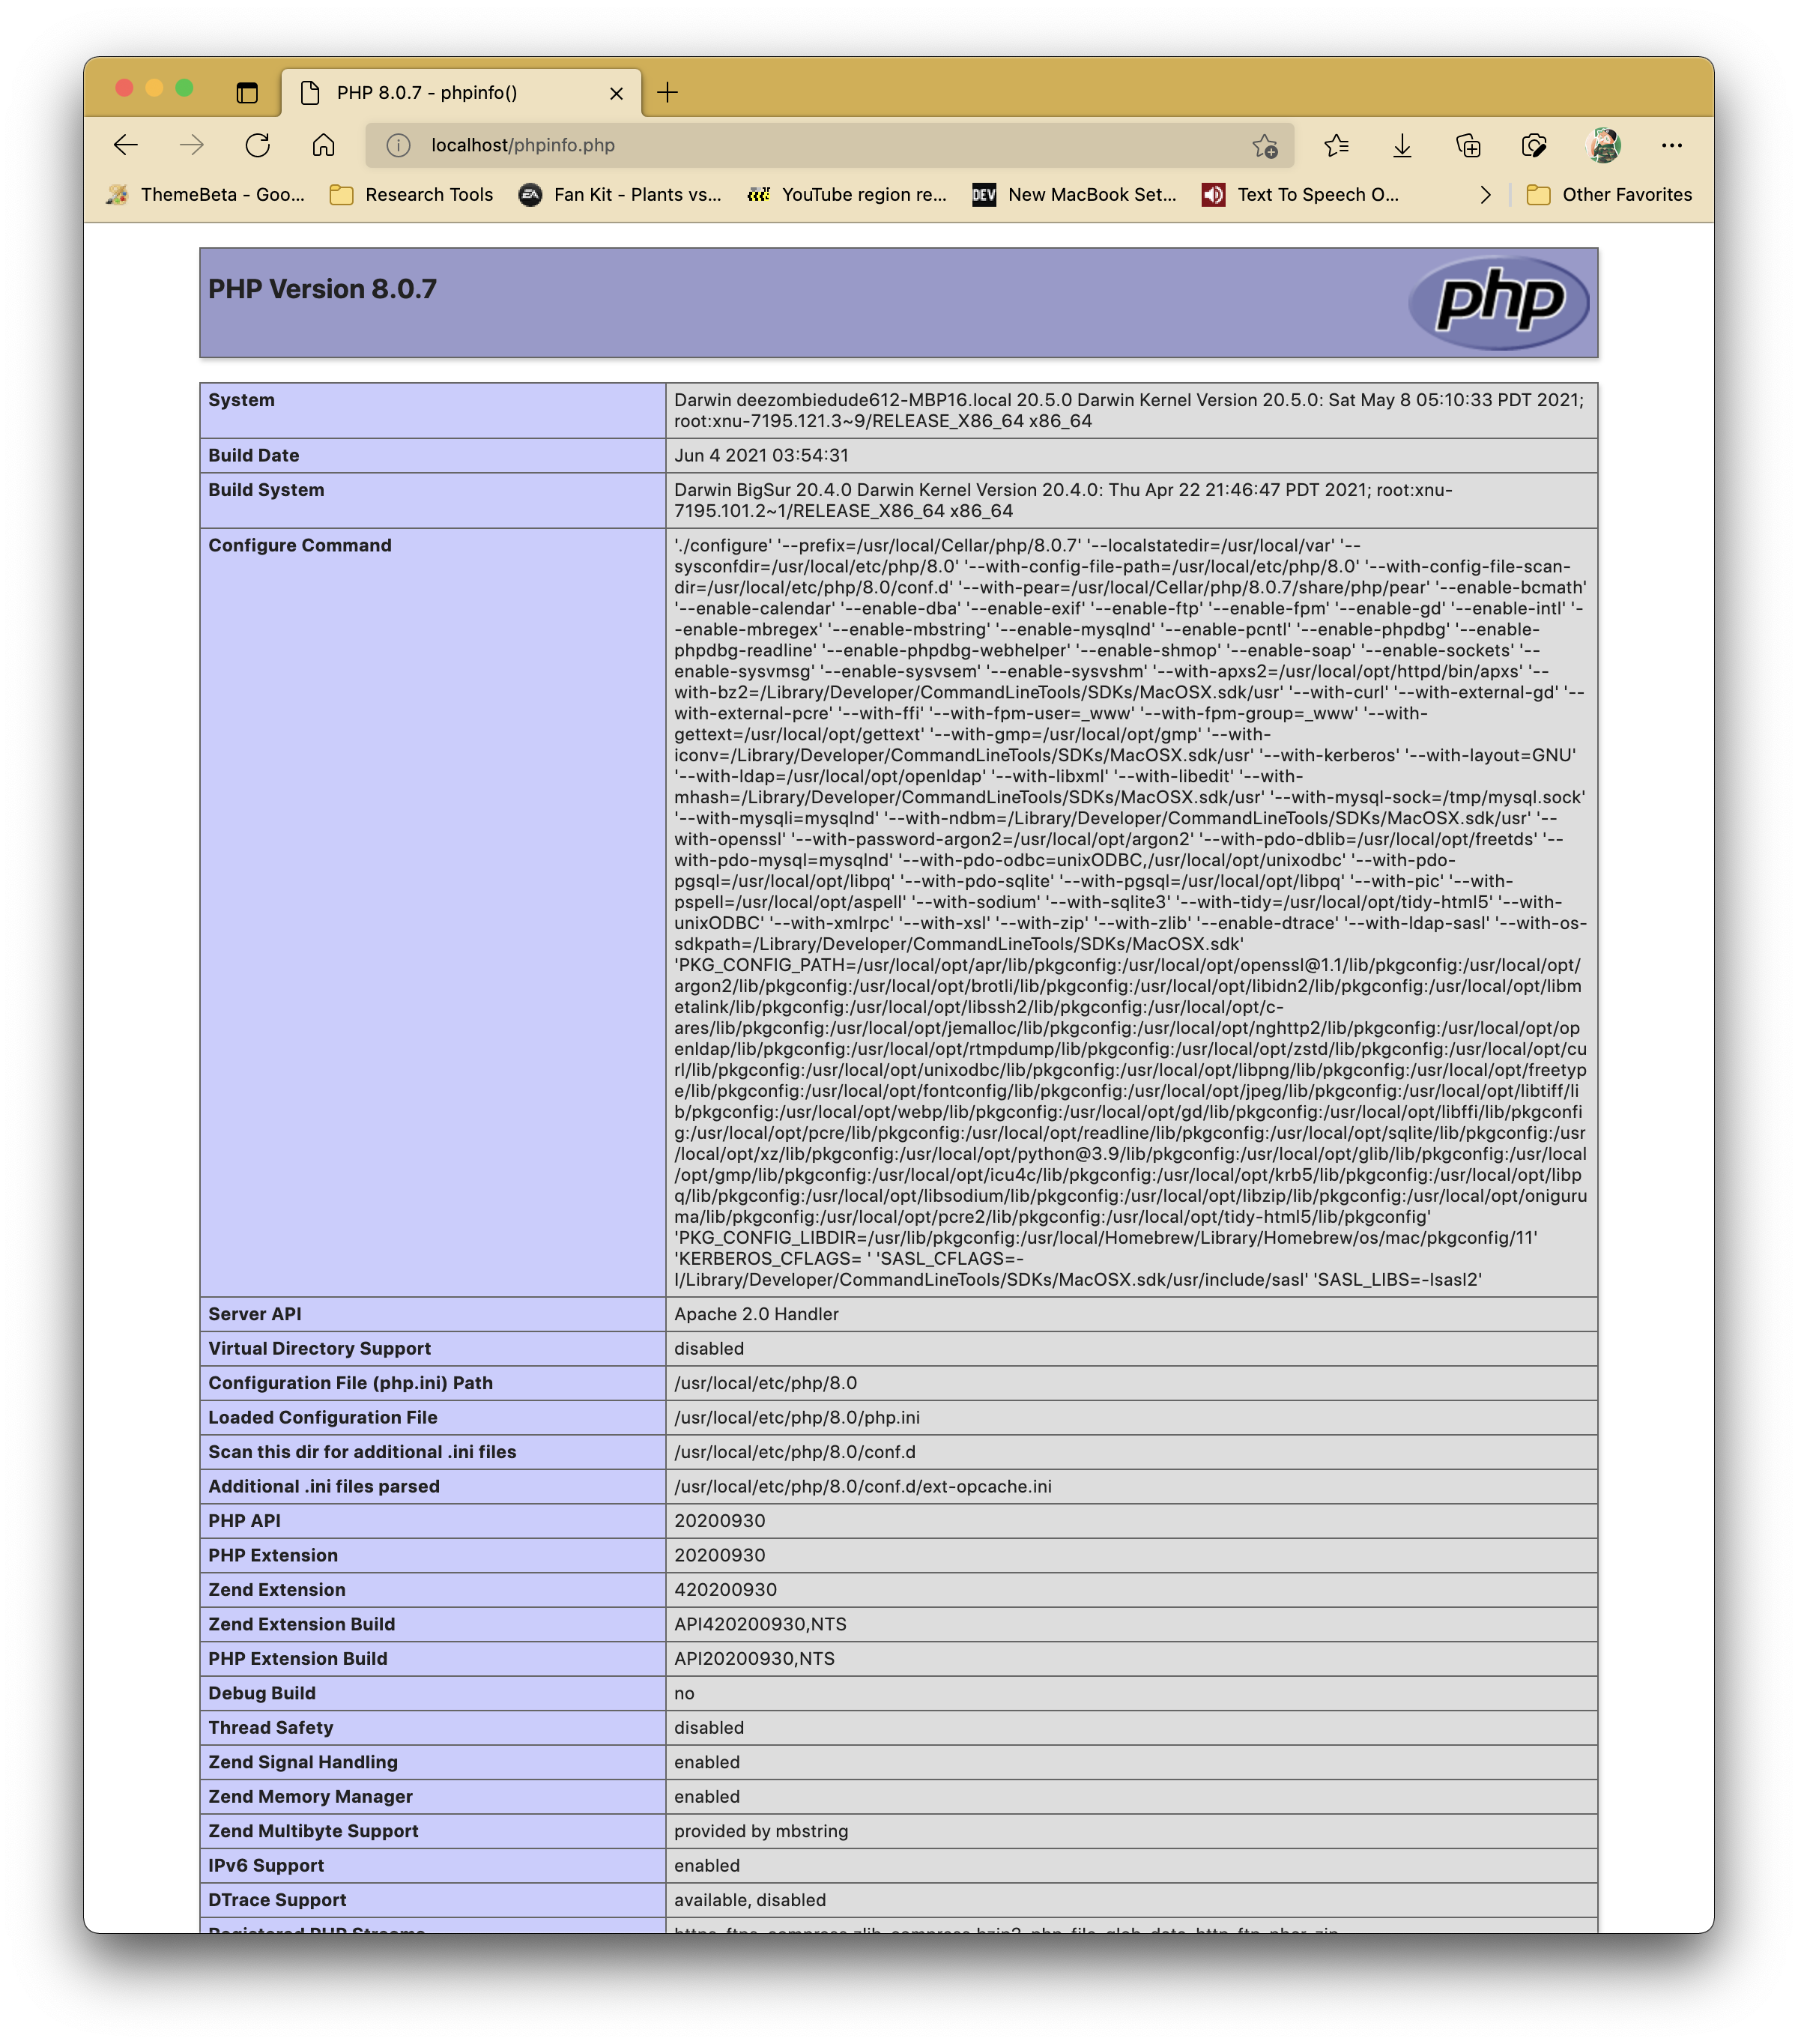 PHP 8.0.7 - phpinfo()
localhost/phpinfo.php
ThemeBeta - Goo... Research Tools Fan Kit - Plants vs... YouTube region re... DEV New MacBook Set... Text To Speech O... Other Favorites
PHP Version 8.0.7
php
System Darwin deezombiedude612-MBP16.local 20.5.0 Darwin Kernel Version 20.5.0: Sat May 8 05:10:33 PDT 2021;
root:xnu-7195.121.3~9/RELEASE_X86_64 x86_64
Build Date Jun 4 2021 03:54:31
Build System Darwin BigSur 20.4.0 Darwin Kernel Version 20.4.0: Thu Apr 22 21:46:47 PDT 2021; root:xnu-
7195.101.2~1/RELEASE_X86_64 x86_64
Configure Command './configure' '--prefix=/usr/local/Cellar/php/8.0.7' '--localstatedir=/usr/local/var' '--
sysconfdir=/usr/local/etc/php/8.0' '--with-config-file-path=/usr/local/etc/php/8.0' '--with-config-file-scan-
dir=/usr/local/etc/php/8.0/conf.d' '--with-pear=/usr/local/Cellar/php/8.0.7/share/php/pear' '--enable-bcmath'
'--enable-calendar' '--enable-dba' '--enable-exif' '--enable-ftp' '--enable-fpm' '--enable-gd' '--enable-intl' '-
-enable-mbregex' '--enable-mbstring' '--enable-mysqlnd' '--enable-pcntl' '--enable-phpdbg' '--enable-
phpdbg-readline' '--enable-phpdbg-webhelper' '--enable-shmop' '--enable-soap' '--enable-sockets' '--
enable-sysvmsg' '--enable-sysvsem' '--enable-sysvshm' '--with-apxs2=/usr/local/opt/httpd/bin/apxs' '--
with-bz2=/Library/Developer/CommandLineTools/SDKs/MacOSX.sdk/usr' '--with-curl' '--with-external-gd' '--
with-external-pcre' '--with-ffi' '--with-fpm-user=_www' '--with-fpm-group=_www' '--with-
gettext=/usr/local/opt/gettext' '--with-gmp=/usr/local/opt/gmp' '--with-
iconv=/Library/Developer/CommandLineTools/SDKs/MacOSX.sdk/usr' '--with-kerberos' '--with-layout=GNU'
'--with-ldap=/usr/local/opt/openldap' '--with-libxml' '--with-libedit' '--with-
mhash=/Library/Developer/CommandLineTools/SDKs/MacOSX.sdk/usr' '--with-mysql-sock=/tmp/mysql.sock'
'--with-mysqli=mysqlnd' '--with-ndbm=/Library/Developer/CommandLineTools/SDKs/MacOSX.sdk/usr' '--
with-openssl' '--with-password-argon2=/usr/local/opt/argon2' '--with-pdo-dblib=/usr/local/opt/freetds' '--
with-pdo-mysql=mysqlnd' '--with-pdo-odbc=unixODBC,/usr/local/opt/unixodbc' '--with-pdo-
pgsql=/usr/local/opt/libpq' '--with-pdo-sqlite' '--with-pgsql=/usr/local/opt/libpq' '--with-pic' '--with-
pspell=/usr/local/opt/aspell' '--with-sodium' '--with-sqlite3' '--with-tidy=/usr/local/opt/tidy-html5' '--with-
unixODBC' '--with-xmlrpc' '--with-xsl' '--with-zip' '--with-zlib' '--enable-dtrace' '--with-ldap-sasl' '--with-os-
sdkpath=/Library/Developer/CommandLineTools/SDKs/MacOSX.sdk'
'PKG_CONFIG_PATH=/usr/local/opt/apr/lib/pkgconfig:/usr/local/opt/openssl@1.1/lib/pkgconfig:/usr/local/opt/
argon2/lib/pkgconfig:/usr/local/opt/brotli/lib/pkgconfig:/usr/local/opt/libidn2/lib/pkgconfig:/usr/local/opt/libm
etalink/lib/pkgconfig:/usr/local/opt/libssh2/lib/pkgconfig:/usr/local/opt/c-
ares/lib/pkgconfig:/usr/local/opt/jemalloc/lib/pkgconfig:/usr/local/opt/nghttp2/lib/pkgconfig:/usr/local/opt/op
enldap/lib/pkgconfig:/usr/local/opt/rtmpdump/lib/pkgconfig:/usr/local/opt/zstd/lib/pkgconfig:/usr/local/opt/cu
rl/lib/pkgconfig:/usr/local/opt/unixodbc/lib/pkgconfig:/usr/local/opt/libpng/lib/pkgconfig:/usr/local/opt/freetyp
e/lib/pkgconfig:/usr/local/opt/fontconfig/lib/pkgconfig:/usr/local/opt/jpeg/lib/pkgconfig:/usr/local/opt/libtiff/li
b/pkgconfig:/usr/local/opt/webp/lib/pkgconfig:/usr/local/opt/gd/lib/pkgconfig:/usr/local/opt/libffi/lib/pkgconfi
g:/usr/local/opt/pcre/lib/pkgconfig:/usr/local/opt/readline/lib/pkgconfig:/usr/local/opt/sqlite/lib/pkgconfig:/usr
/local/opt/xz/lib/pkgconfig:/usr/local/opt/python@3.9/lib/pkgconfig:/usr/local/opt/glib/lib/pkgconfig:/usr/local
/opt/gmp/lib/pkgconfig:/usr/local/opt/icu4c/lib/pkgconfig:/usr/local/opt/krb5/lib/pkgconfig:/usr/local/opt/libp
q/lib/pkgconfig:/usr/local/opt/libsodium/lib/pkgconfig:/usr/local/opt/libzip/lib/pkgconfig:/usr/local/opt/oniguru
ma/lib/pkgconfig:/usr/local/opt/pcre2/lib/pkgconfig:/usr/local/opt/tidy-html5/lib/pkgconfig'
'PKG_CONFIG_LIBDIR=/usr/lib/pkgconfig:/usr/local/Homebrew/Library/Homebrew/os/mac/pkgconfig/11'
'KERBEROS_CFLAGS= ' 'SASL_CFLAGS=-
I/Library/Developer/CommandLineTools/SDKs/MacOSX.sdk/usr/include/sasl' 'SASL_LIBS=-lsasl2'
Server API Apache 2.0 Handler
Virtual Directory Support disabled
Configuration File (php.ini) Path /usr/local/etc/php/8.0
Loaded Configuration File /usr/local/etc/php/8.0/php.ini
Scan this dir for additional .ini files /usr/local/etc/php/8.0/conf.d
Additional .ini files parsed /usr/local/etc/php/8.0/conf.d/ext-opcache.ini
PHP API 20200930
PHP Extension 20200930
Zend Extension 420200930
Zend Extension Build API420200930,NTS
PHP Extension Build API20200930,NTS
Debug Build no
Thread Safety disabled
Zend Signal Handling enabled
Zend Memory Manager enabled
Zend Multibyte Support provided by mbstring
IPv6 Support enabled
DTrace Support available, disabled
Registered PHP Streams https, ftps, compress.zlib, compress.bzip2, php, file, glob, data, http, ftp, phar, zip